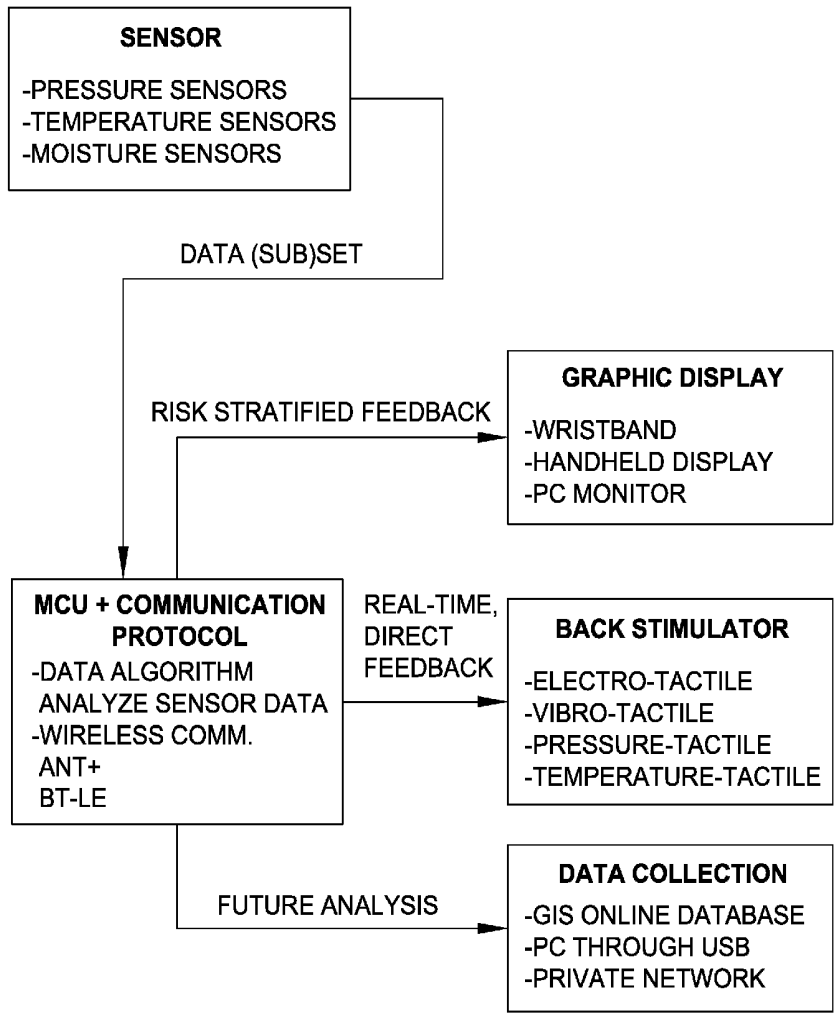 SENSOR
-PRESSURE SENSORS
-TEMPERATURE SENSORS
-MOISTURE SENSORS
DATA (SUB)SET
RISK STRATIFIED FEEDBACK
GRAPHIC DISPLAY
-WRISTBAND
-HANDHELD DISPLAY
-PC MONITOR
MCU + COMMUNICATION
PROTOCOL
-DATA ALGORITHM
ANALYZE SENSOR DATA
-WIRELESS COMM.
ANT+
BT-LE
REAL-TIME,
DIRECT
FEEDBACK
BACK STIMULATOR
-ELECTRO-TACTILE
-VIBRO-TACTILE
-PRESSURE-TACTILE
-TEMPERATURE-TACTILE
FUTURE ANALYSIS
DATA COLLECTION
-GIS ONLINE DATABASE
-PC THROUGH USB
-PRIVATE NETWORK